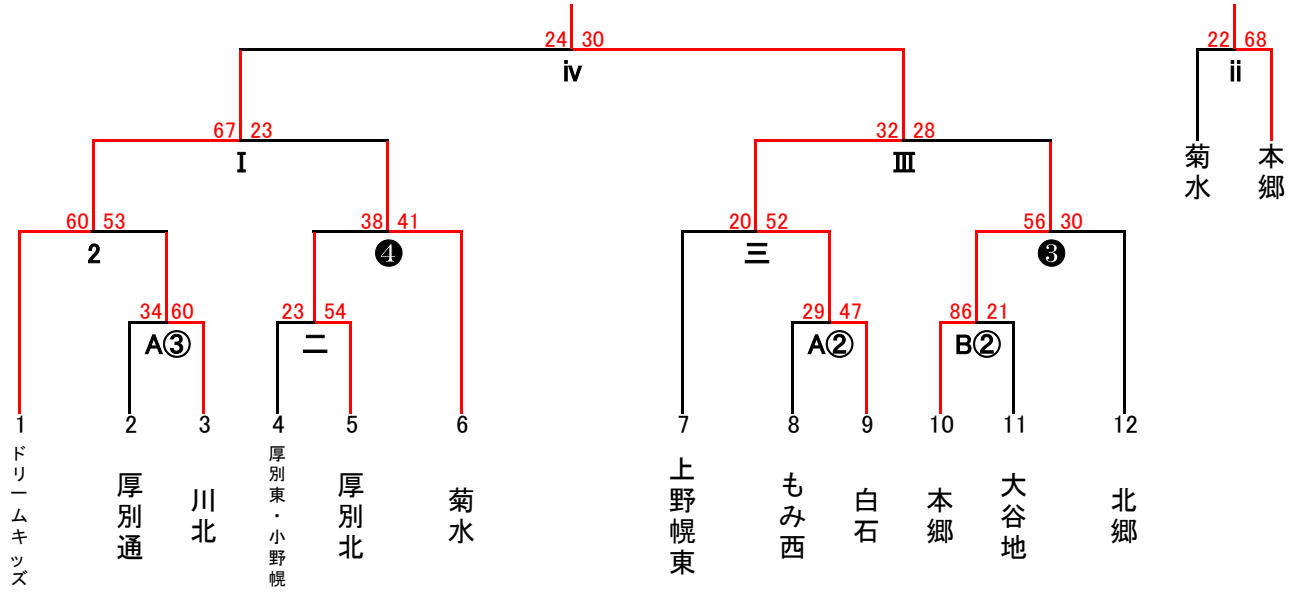 24 30
iv
22 68
ii
菊水
本郷
67 23
Ⅰ
32 28
Ⅲ
60 53
2
38 41
❹
20 52
三
56 30
❸
34 60
A③
23 54
二
29 47
A②
86 21
B②
1
2
3
4
5
6
7
8
9
10
11
12
ドリームキッズ
厚別通
川北
厚別東・小野幌
厚別北
菊水
上野幌東
もみ西
白石
本郷
大谷地
北郷